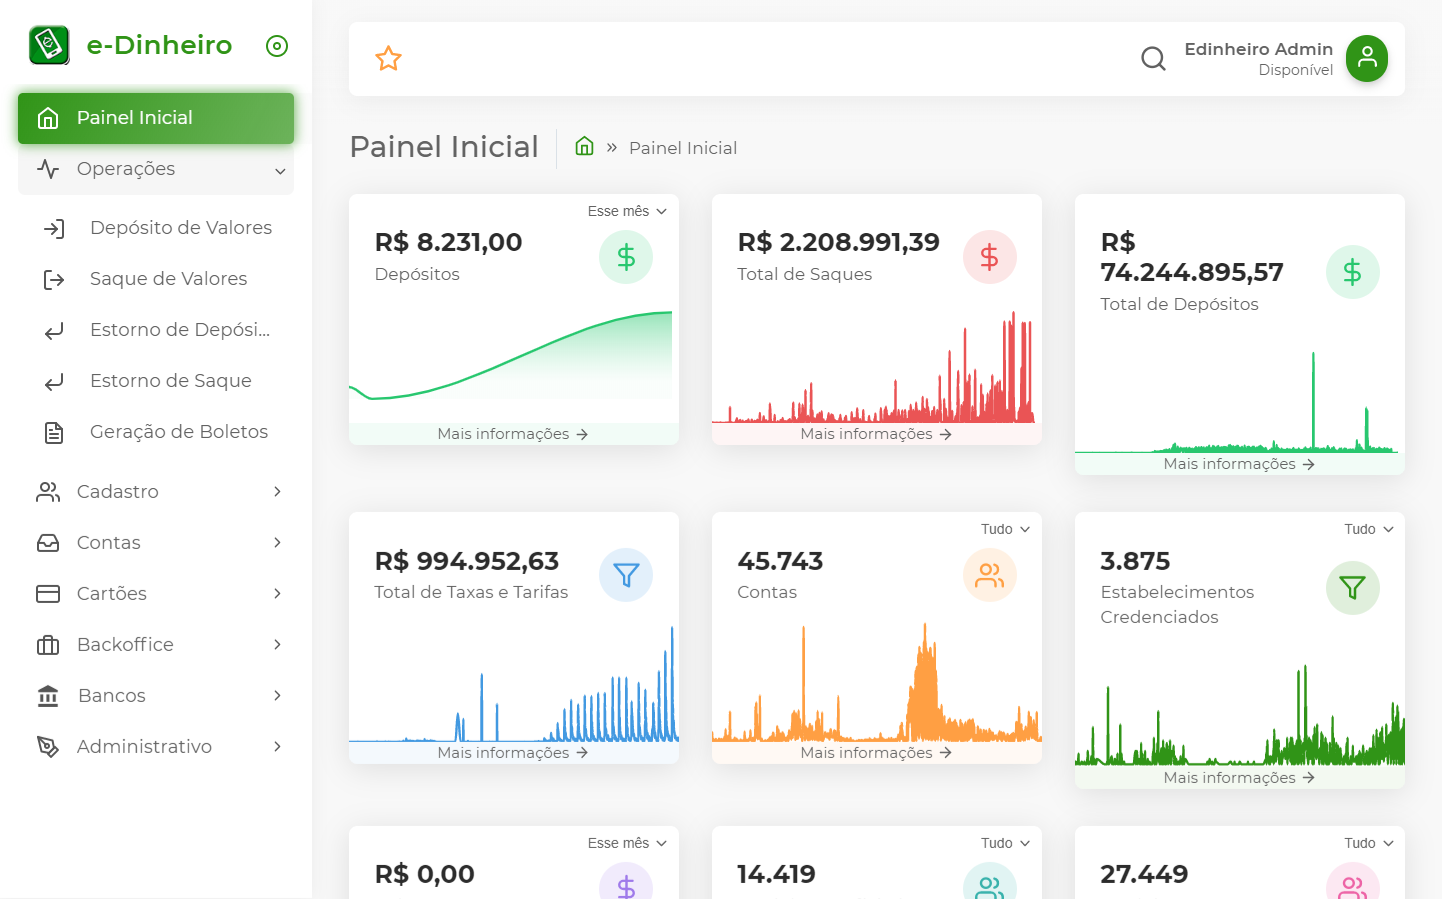 e-Dinheiro
Painel Inicial
Operações
Depósito de Valores
Saque de Valores
Estorno de Depósi...
Estorno de Saque
Geração de Boletos
Cadastro
Contas
Cartões
Backoffice
Bancos
Administrativo
Edinheiro Admin
Disponível
Painel Inicial
» Painel Inicial
Esse mês
R$ 8.231,00
Depósitos
Mais informações →
R$ 2.208.991,39
Total de Saques
Mais informações →
R$
74.244.895,57
Total de Depósitos
Mais informações →
R$ 994.952,63
Total de Taxas e Tarifas
Mais informações →
Tudo
45.743
Contas
Mais informações →
Tudo
3.875
Estabelecimentos
Credenciados
Mais informações →
Esse mês
R$ 0,00
Tudo
14.419
Tudo
27.449